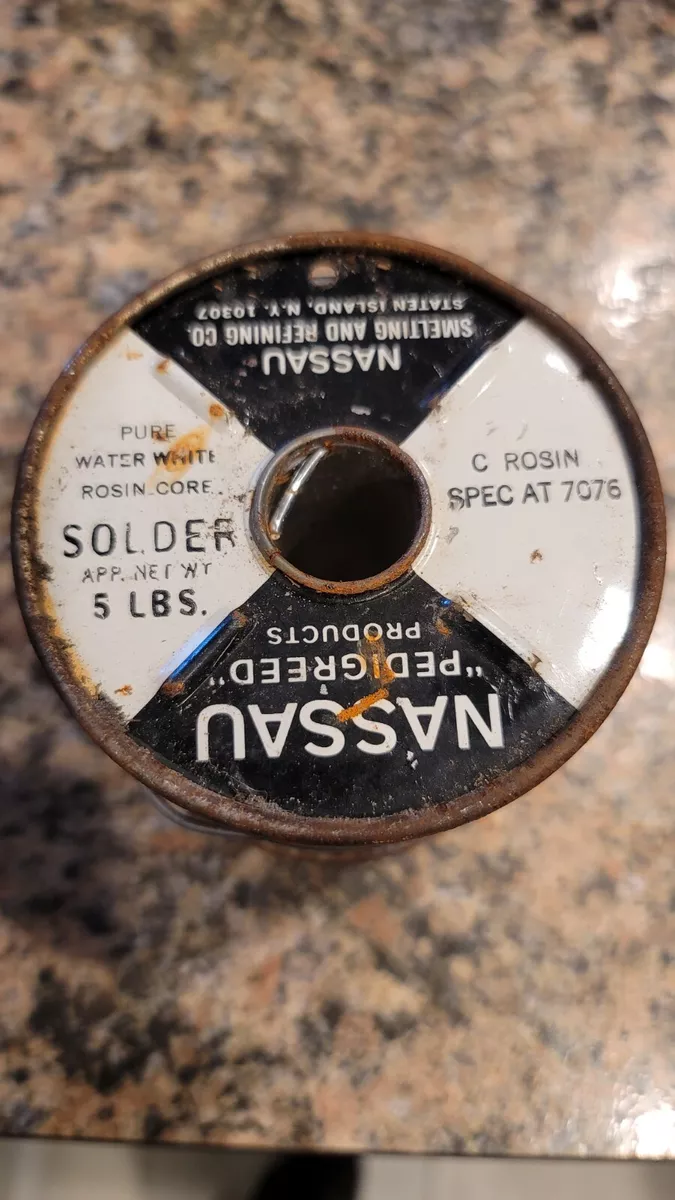 NASSAU
SMELTING AND REFINING CO.
STATEN ISLAND, N.Y. 10307
PURE
WATER WHITE
ROSIN CORE
SOLDER
APP. NET WT
5 LBS.
C ROSIN
SPEC AT 7076
NASSAU
"PEDIGREED"
PRODUCTS